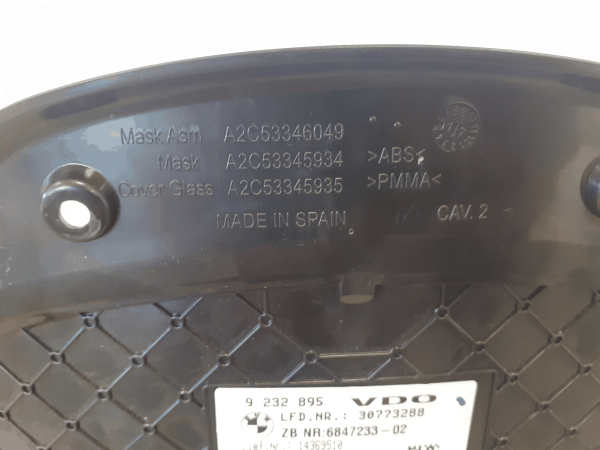 Mask Asm A2C53346049
Mask A2C53345934 >ABS<
Cover Glass A2C53345935 >PMMA<
MADE IN SPAIN CAV. 2
9 232 895 VDO
LFD.NR.: 30773288
ZB NR:6847233-02
Nr.: 14369510